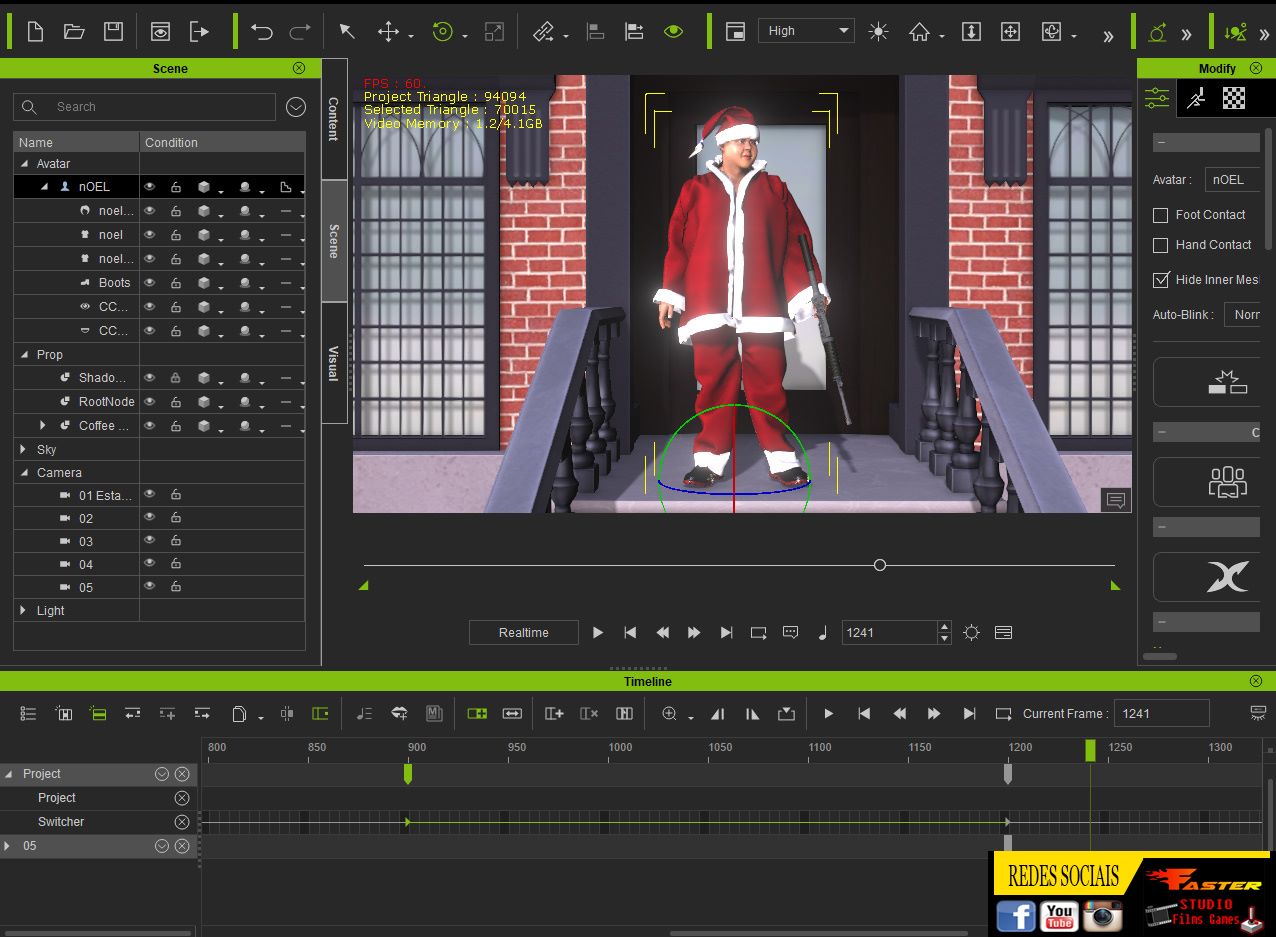 High
Scene
Modify
Search
Name Condition
Avatar
nOEL
noel...
noel
noel...
Boots
CC...
CC...
Prop
Shado...
RootNode
Coffee ...
Sky
Camera
01 Esta...
02
03
04
05
Light
Content
Scene
Visual
FPS : 60.
Project Triangle : 94094
Selected Triangle : 70015
Video Memory : 1.2/4.1GB
Avatar : nOEL
Foot Contact
Hand Contact
Hide Inner Mes
Auto-Blink : Norr
C
Realtime 1241
Timeline
Current Frame : 1241
800 850 900 950 1000 1050 1100 1150 1200 1250 1300
Project
Project
Switcher
05
REDES SOCIAIS
You
Tube
FASTER
STUDIO
Films Games